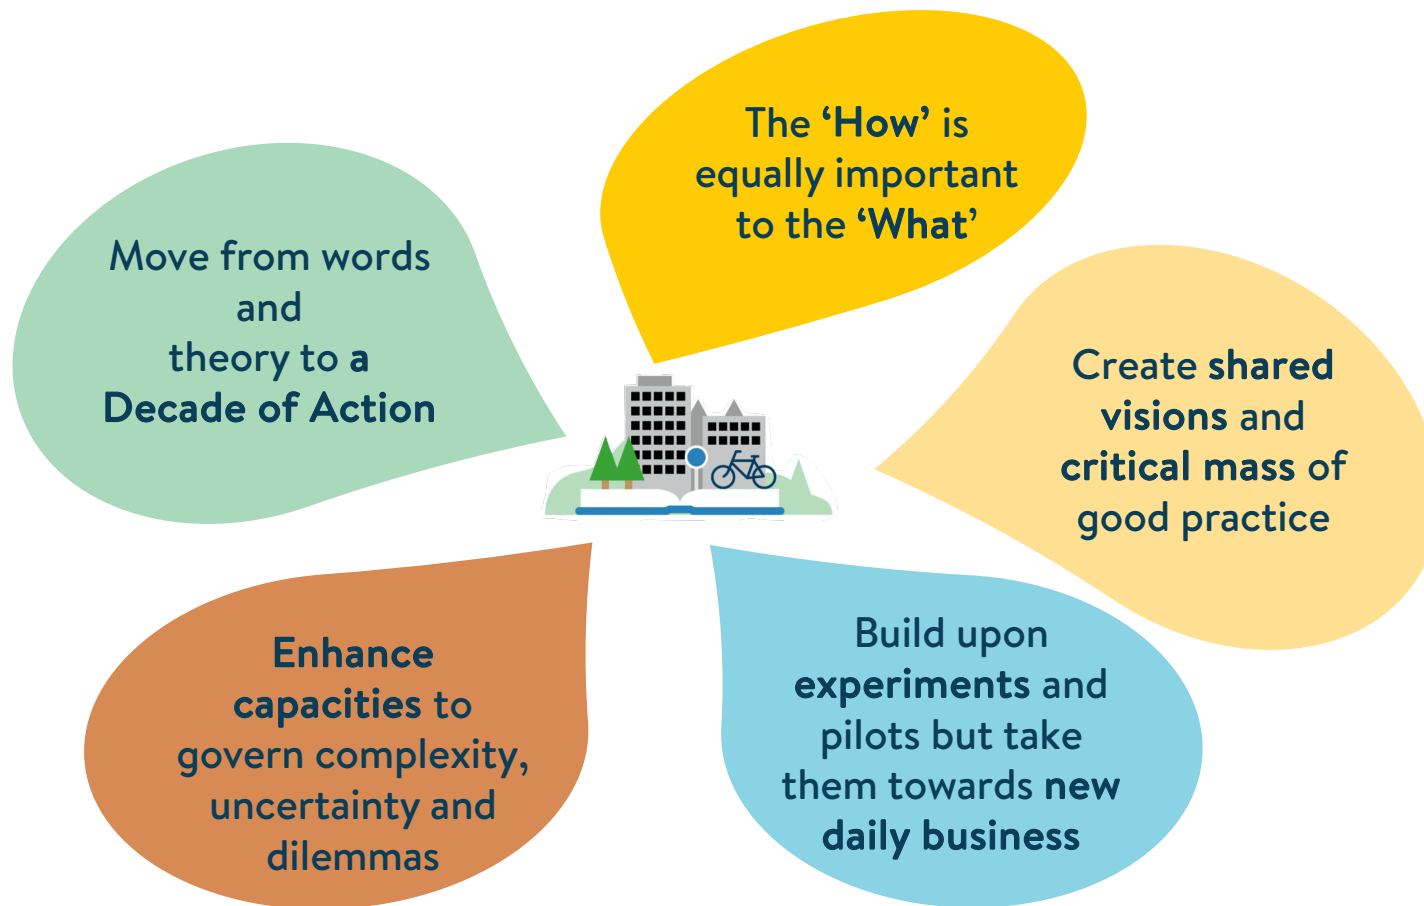 The ‘How’ is
equally important
to the ‘What’
Move from words
and
theory to a
Decade of Action
Create shared
visions and
critical mass of
good practice
Enhance
capacities to
govern complexity,
uncertainty and
dilemmas
Build upon
experiments and
pilots but take
them towards new
daily business